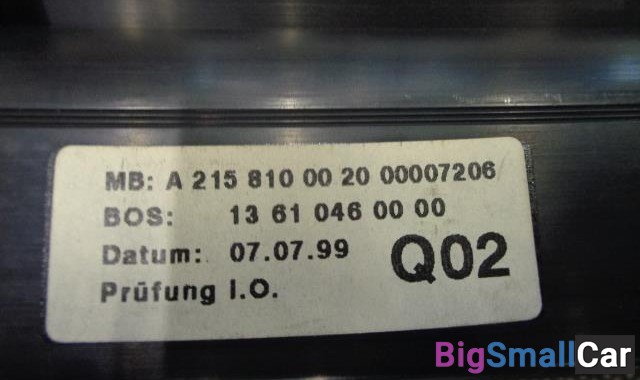 MB: A 215 810 00 20 00007206
BOS: 13 61 046 00 00
Datum: 07.07.99
Q02
Prüfung I.O.
BigSmallCar